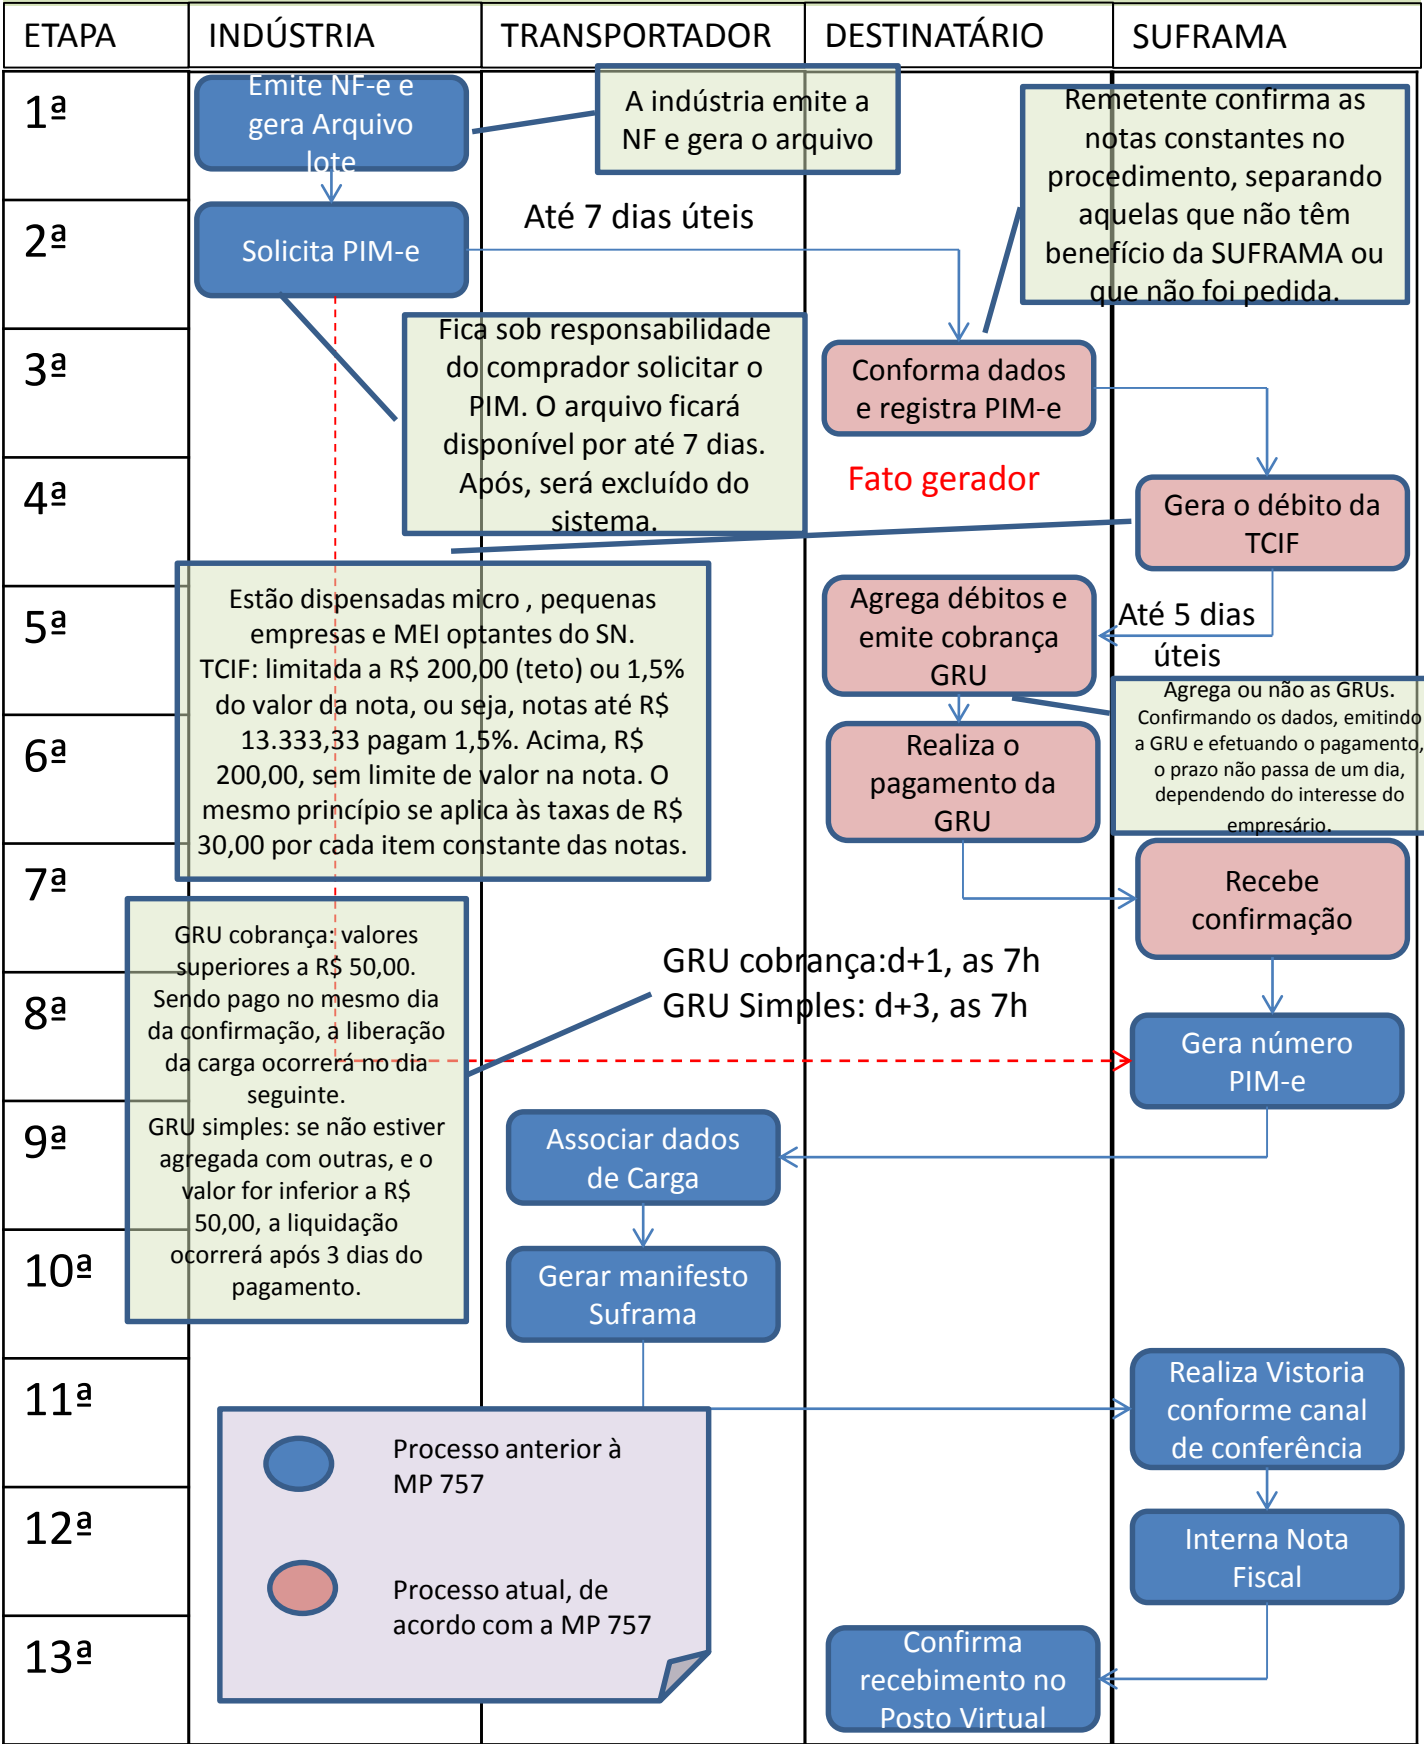 ETAPA
INDÚSTRIA
TRANSPORTADOR
DESTINATÁRIO
SUFRAMA
1ª
Emite NF-e e
gera Arquivo
lote
A indústria emite a
NF e gera o arquivo
Remetente confirma as
notas constantes no
procedimento, separando
aquelas que não têm
benefício da SUFRAMA ou
que não foi pedida.
2ª
Solicita PIM-e
Até 7 dias úteis
Fica sob responsabilidade
do comprador solicitar o
PIM. O arquivo ficará
disponível por até 7 dias.
Após, será excluído do
sistema.
3ª
Conforma dados
e registra PIM-e
4ª
Fato gerador
Gera o débito da
TCIF
5ª
Estão dispensadas micro , pequenas
empresas e MEI optantes do SN.
TCIF: limitada a R$ 200,00 (teto) ou 1,5%
do valor da nota, ou seja, notas até R$
13.333,33 pagam 1,5%. Acima, R$
200,00, sem limite de valor na nota. O
mesmo princípio se aplica às taxas de R$
30,00 por cada item constante das notas.
Agrega débitos e
emite cobrança
GRU
Até 5 dias
úteis
Agrega ou não as GRUs.
Confirmando os dados, emitindo
a GRU e efetuando o pagamento,
o prazo não passa de um dia,
dependendo do interesse do
empresário.
6ª
Realiza o
pagamento da
GRU
7ª
Recebe
confirmação
GRU cobrança: valores
superiores a R$ 50,00.
Sendo pago no mesmo dia
da confirmação, a liberação
da carga ocorrerá no dia
seguinte.
GRU simples: se não estiver
agregada com outras, e o
valor for inferior a R$
50,00, a liquidação
ocorrerá após 3 dias do
pagamento.
GRU cobrança:d+1, as 7h
GRU Simples: d+3, as 7h
8ª
Gera número
PIM-e
9ª
Associar dados
de Carga
10ª
Gerar manifesto
Suframa
11ª
Realiza Vistoria
conforme canal
de conferência
Processo anterior à
MP 757
12ª
Interna Nota
Fiscal
Processo atual, de
acordo com a MP 757
13ª
Confirma
recebimento no
Posto Virtual